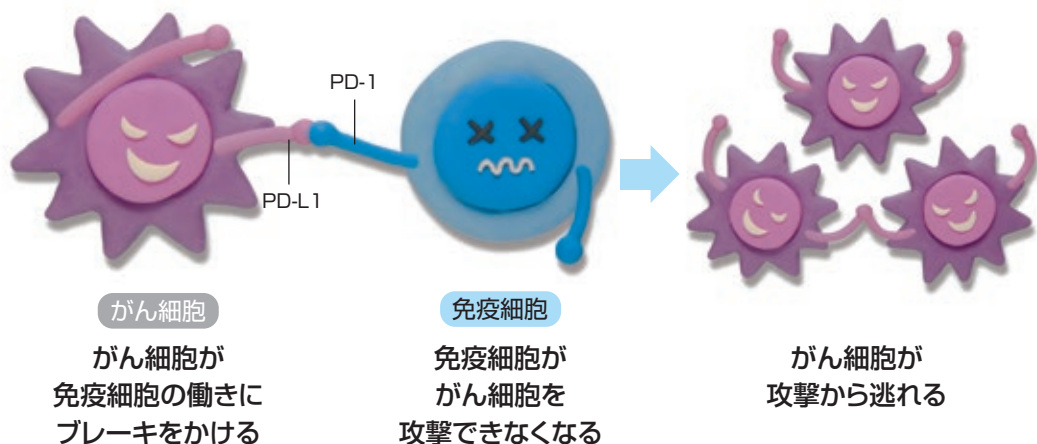 PD-1
PD-L1
がん細胞
がん細胞が
免疫細胞の働きに
ブレーキをかける
免疫細胞
免疫細胞が
がん細胞を
攻撃できなくなる
がん細胞が
攻撃から逃れる